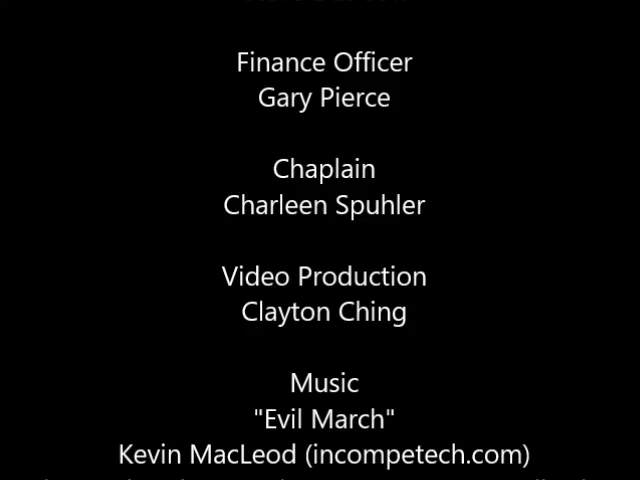 Finance Officer
Gary Pierce
Chaplain
Charleen Spuhler
Video Production
Clayton Ching
Music
"Evil March"
Kevin MacLeod (incompetech.com)